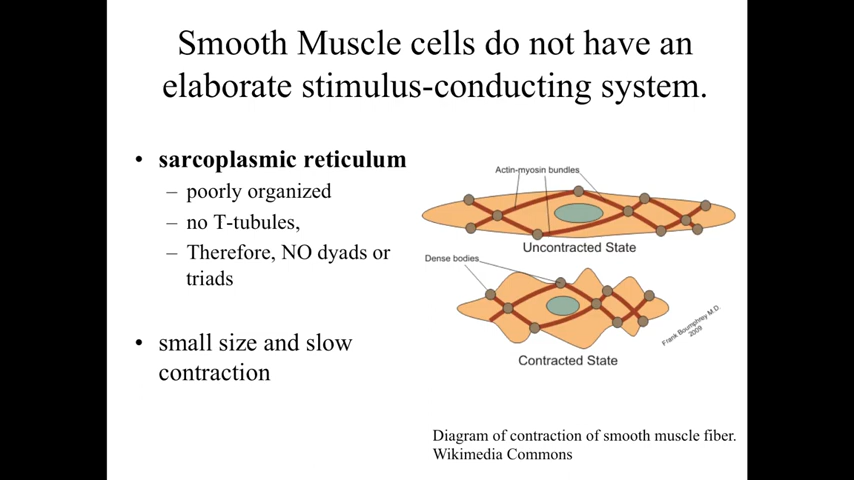 Smooth Muscle cells do not have an
elaborate stimulus-conducting system.
• sarcoplasmic reticulum
– poorly organized
– no T-tubules,
– Therefore, NO dyads or
triads
• small size and slow
contraction
Actin-myosin bundles
Uncontracted State
Dense bodies
Contracted State
Frank Boumphrey M.D.
2009
Diagram of contraction of smooth muscle fiber.
Wikimedia Commons